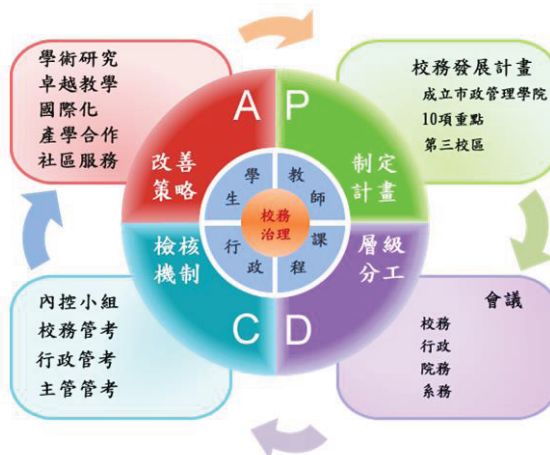 學術研究
卓越教學
國際化
產學合作
社區服務
校務發展計畫
成立市政管理學院
10項重點
第三校區
A
P
改善
策略
制定
計畫
學生
教師
校務
治理
行政
課程
檢核
機制
層級
分工
C
D
內控小組
校務管考
行政管考
主管管考
會議
校務
行政
院務
系務